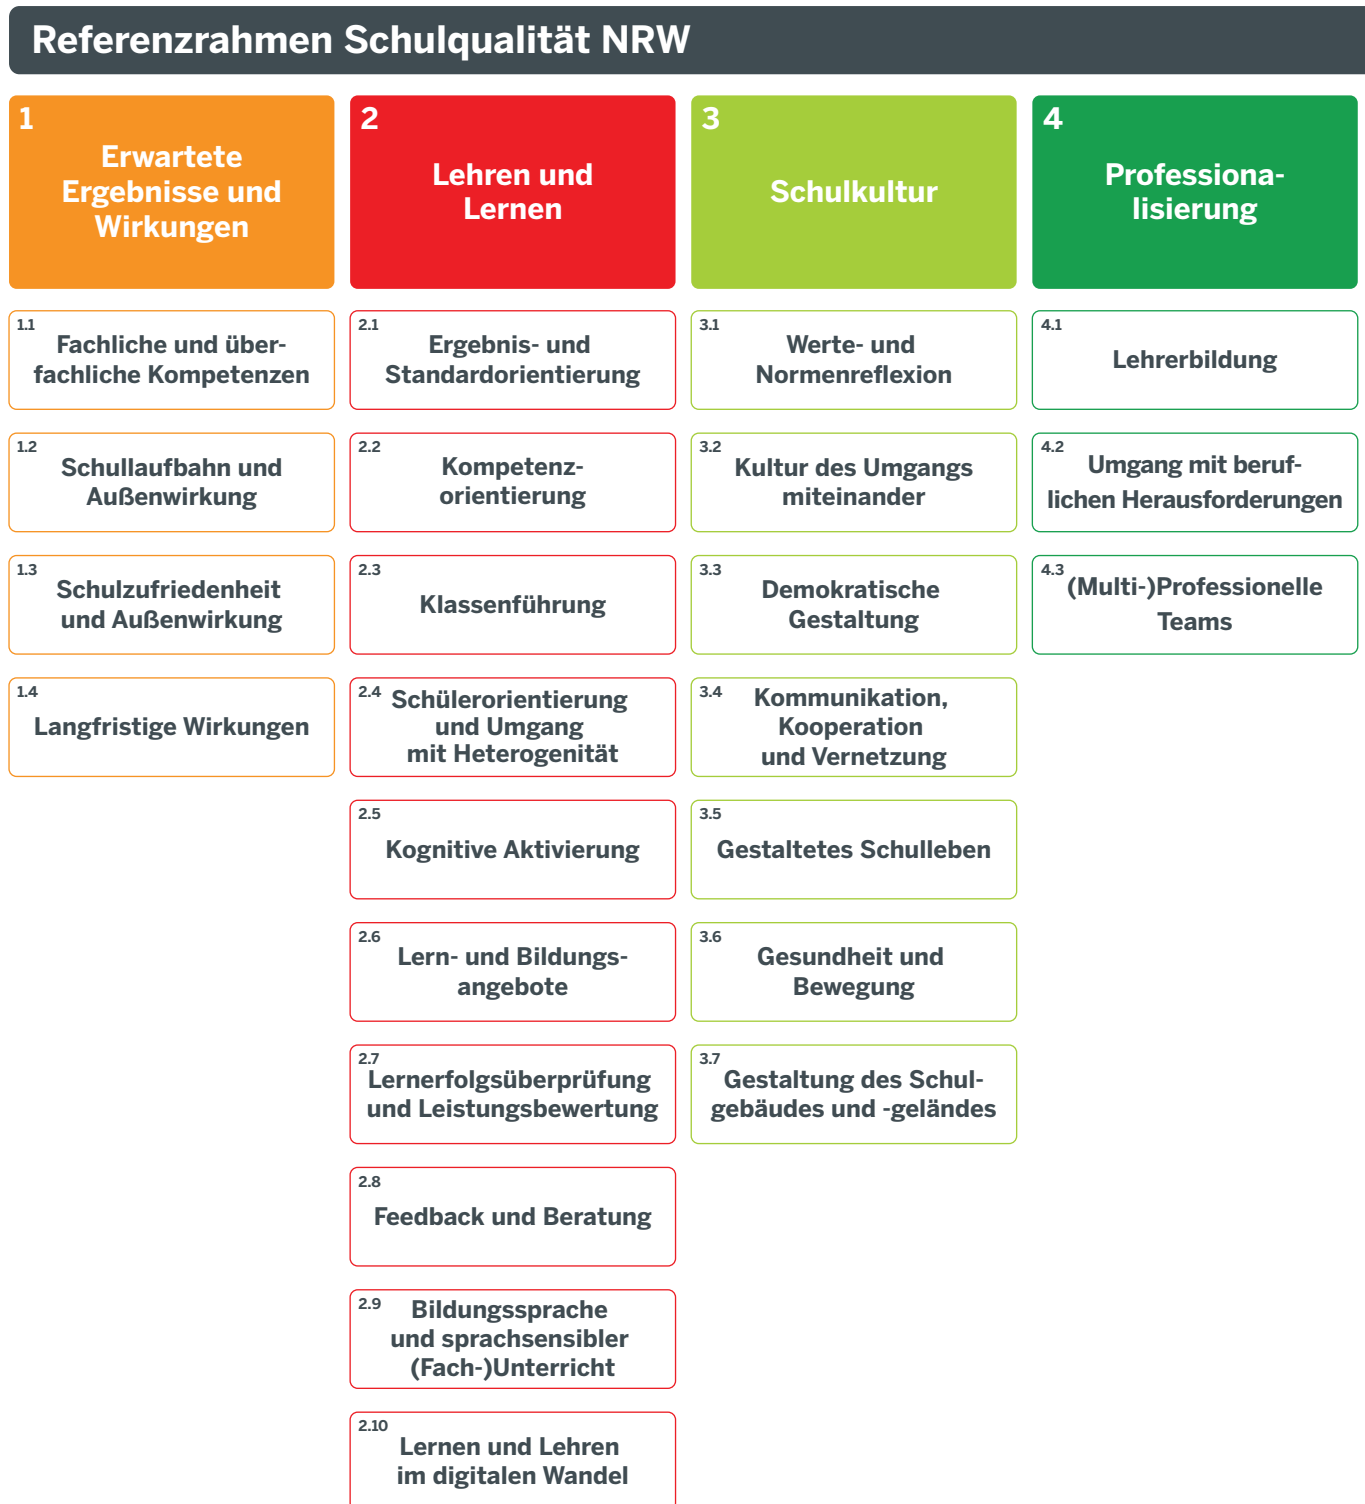 Referenzrahmen Schulqualität NRW
1
Erwartete
Ergebnisse und
Wirkungen
1.1
Fachliche und über-
fachliche Kompetenzen
1.2
Schullaufbahn und
Außenwirkung
1.3
Schulzufriedenheit
und Außenwirkung
1.4
Langfristige Wirkungen
2
Lehren und
Lernen
2.1
Ergebnis- und
Standardorientierung
2.2
Kompetenz-
orientierung
2.3
Klassenführung
2.4
Schülerorientierung
und Umgang
mit Heterogenität
2.5
Kognitive Aktivierung
2.6
Lern- und Bildungs-
angebote
2.7
Lernerfolgsüberprüfung
und Leistungsbewertung
2.8
Feedback und Beratung
2.9
Bildungssprache
und sprachsensibler
(Fach-)Unterricht
2.10
Lernen und Lehren
im digitalen Wandel
3
Schulkultur
3.1
Werte- und
Normenreflexion
3.2
Kultur des Umgangs
miteinander
3.3
Demokratische
Gestaltung
3.4
Kommunikation,
Kooperation
und Vernetzung
3.5
Gestaltetes Schulleben
3.6
Gesundheit und
Bewegung
3.7
Gestaltung des Schul-
gebäudes und -geländes
4
Professiona-
lisierung
4.1
Lehrerbildung
4.2
Umgang mit beruf-
lichen Herausforderungen
4.3
(Multi-)Professionelle
Teams